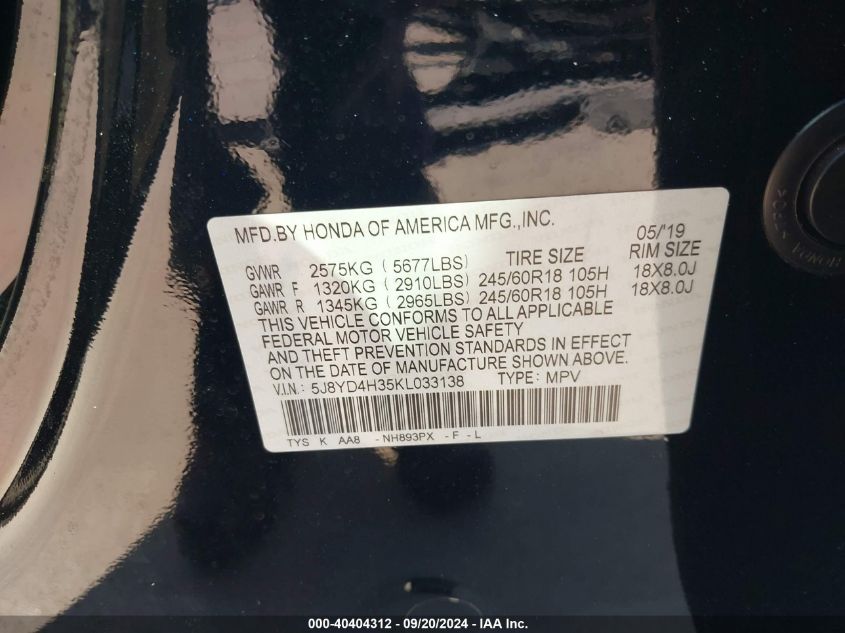 MFD.BY HONDA OF AMERICA MFG.,INC. 05/'19
TIRE SIZE RIM SIZE
GVWR 2575KG ( 5677LBS)
GAWR F 1320KG ( 2910LBS) 245/60R18 105H 18X8.0J
GAWR R 1345KG ( 2965LBS) 245/60R18 105H 18X8.0J
THIS VEHICLE CONFORMS TO ALL APPLICABLE
FEDERAL MOTOR VEHICLE SAFETY
AND THEFT PREVENTION STANDARDS IN EFFECT
ON THE DATE OF MANUFACTURE SHOWN ABOVE.
V.I.N: 5J8YD4H35KL033138 TYPE: MPV
TYS K AA8 -NH893PX -F -L
000-40404312 - 09/20/2024 - IAA Inc.